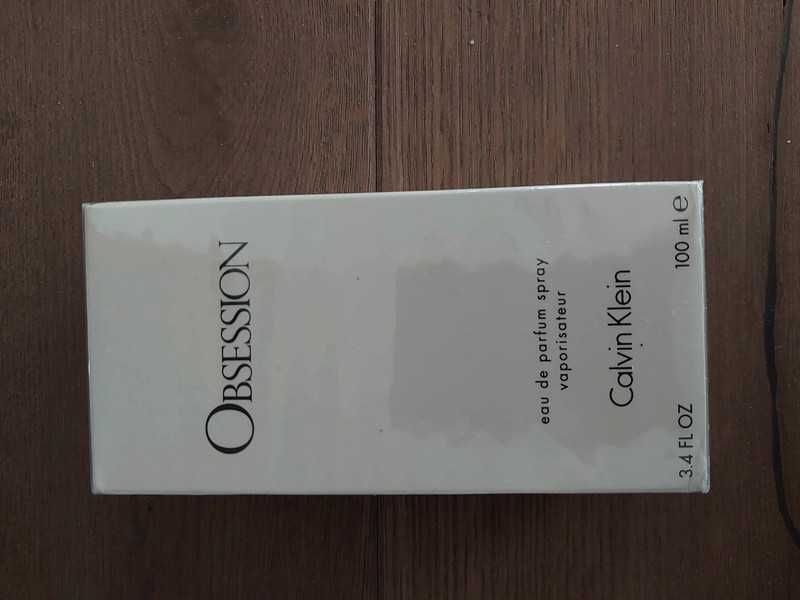 OBSESSION
eau de parfum spray
vaporisateur
Calvin Klein
3.4 FL OZ 100 ml ℮